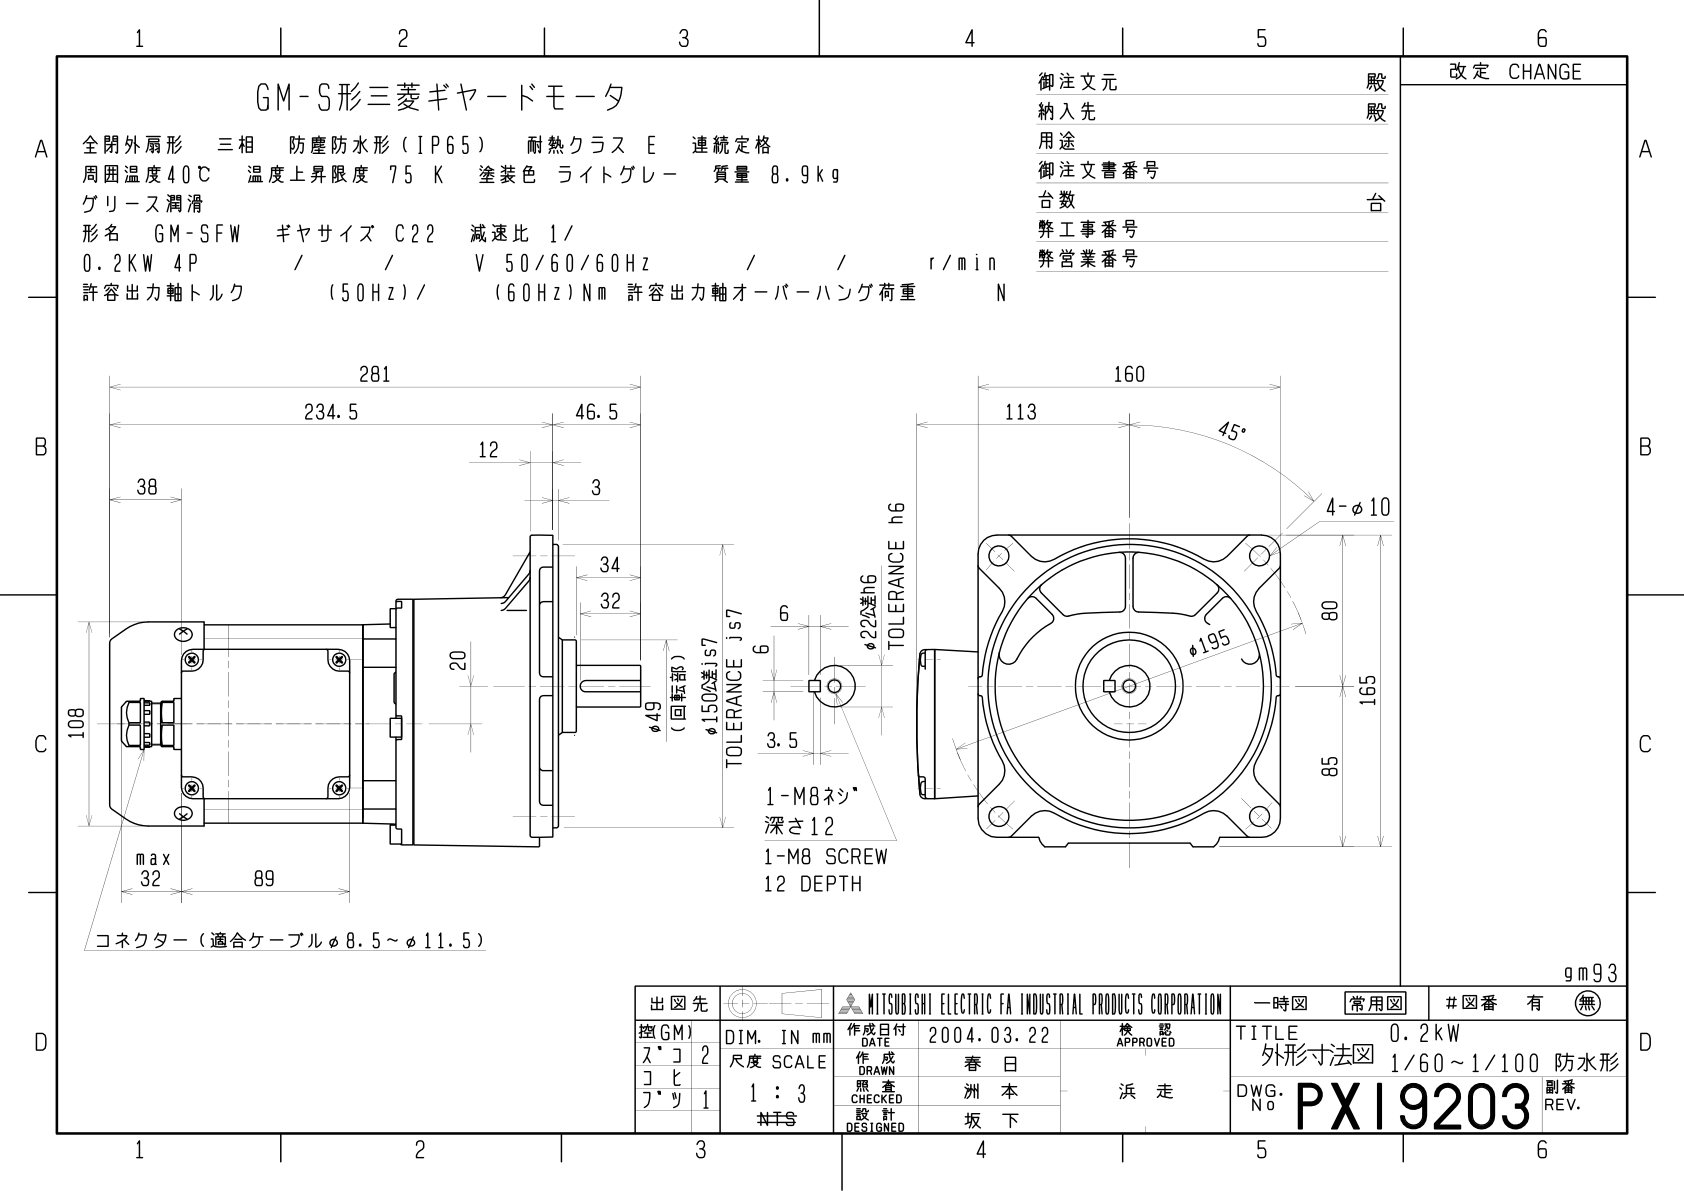 1 2 3 4 5 6
改定 CHANGE
GM-S形三菱ギヤードモータ
全閉外扇形 三相 防塵防水形(IP65) 耐熱クラス E 連続定格
周囲温度40℃ 温度上昇限度 75 K 塗装色 ライトグレー 質量 8.9kg
グリース潤滑
形名 GM-SFW ギヤサイズ C22 減速比 1/
0.2KW 4P / / V 50/60/60Hz / / r/min
許容出力軸トルク (50Hz)/ (60Hz)Nm 許容出力軸オーバーハング荷重 N
御注文元 殿
納入先 殿
用途
御注文書番号
台数 台
弊工事番号
弊営業番号
A
B
C
D
A
B
C
D
281
234.5
46.5
12
3
38
34
32
20
108
φ49
(回転部)
φ150公差js7
TOLERANCE js7
max
32
89
コネクター(適合ケーブルφ8.5~φ11.5)
6
6
3.5
φ22公差h6
TOLERANCE h6
1-M8ネジ
深さ12
1-M8 SCREW
12 DEPTH
160
113
45°
4-φ10
φ195
80
165
85
gm93
出図先
控(GM)
ズコ 2
コヒ
ブツ 1
DIM. IN mm
尺度 SCALE
1 : 3
NTS
MITSUBISHI ELECTRIC FA INDUSTRIAL PRODUCTS CORPORATION
作成日付
DATE
2004.03.22
検 認
APPROVED
作 成
DRAWN
春 日
照 査
CHECKED
洲 本
浜 走
設 計
DESIGNED
坂 下
一時図 常用図 #図番 有 無
TITLE 0.2kW
外形寸法図 1/60~1/100 防水形
DWG.
No
PX19203
副番
REV.
1 2 3 4 5 6